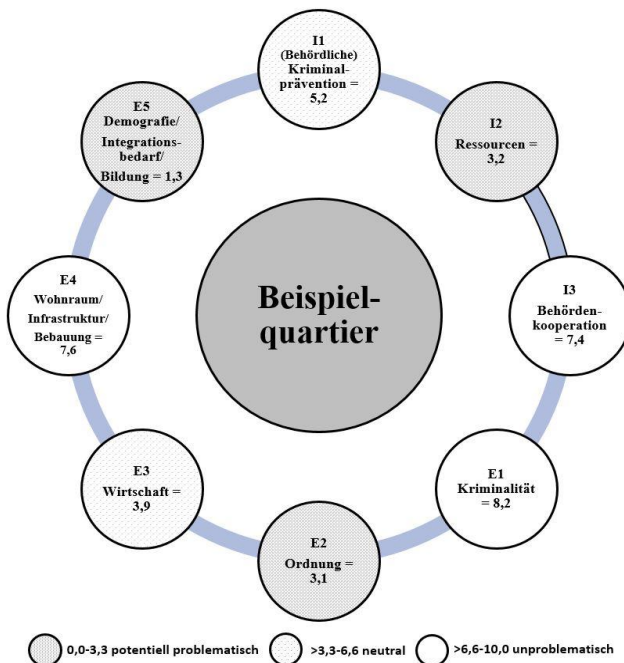 I1
(Behördliche)
Kriminal-
prävention =
5,2
I2
Ressourcen =
3,2
I3
Behörden-
kooperation
= 7,4
E1
Kriminalität
= 8,2
E2
Ordnung =
3,1
E3
Wirtschaft =
3,9
E4
Wohnraum/
Infrastruktur/
Bebauung =
7,6
E5
Demografie/
Integrations-
bedarf/
Bildung = 1,3
Beispiel-
quartier
0,0-3,3 potentiell problematisch
>3,3-6,6 neutral
>6,6-10,0 unproblematisch